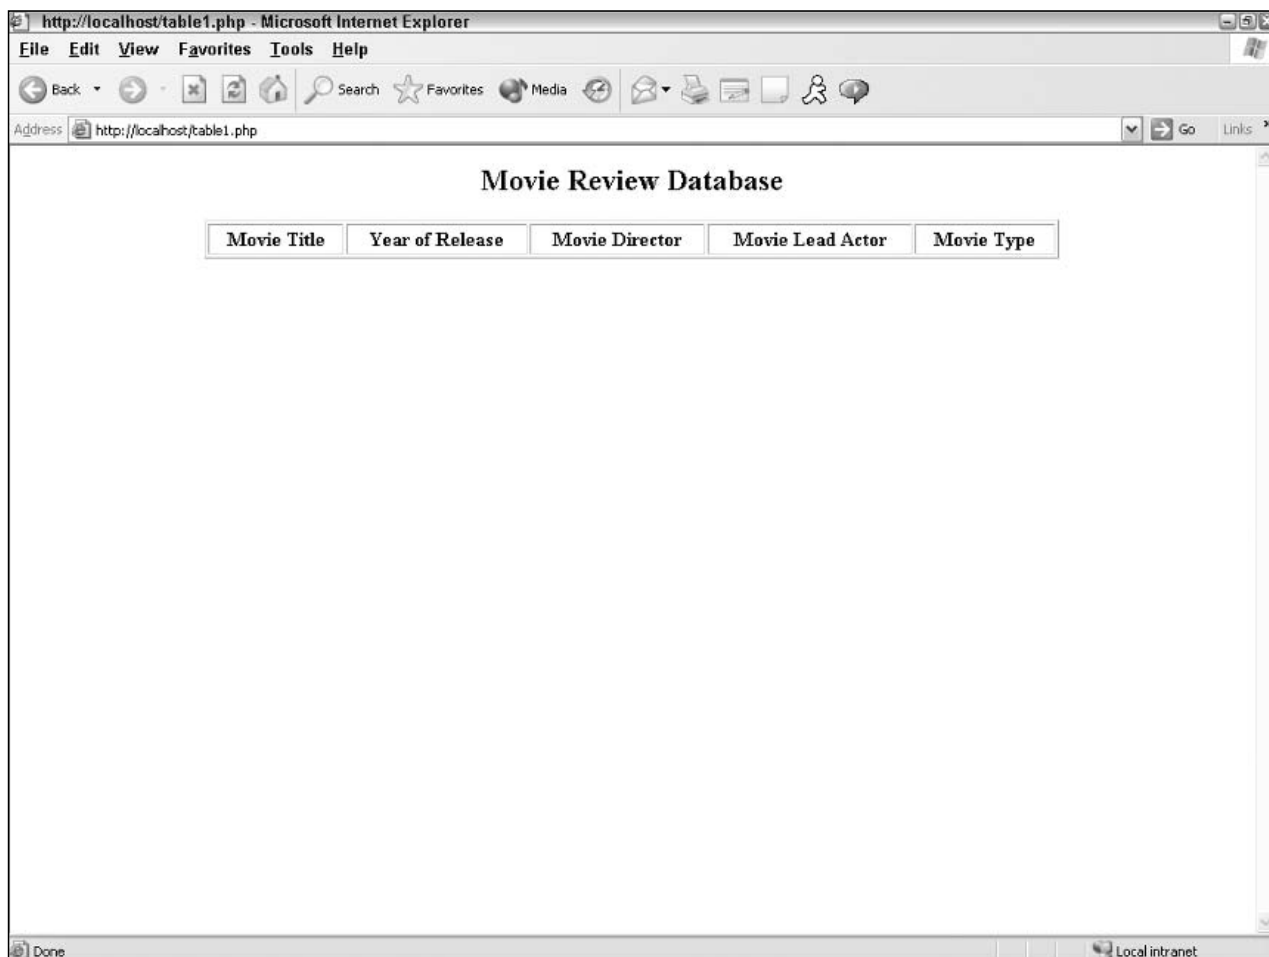 http://localhost/table1.php - Microsoft Internet Explorer
File Edit View Favorites Tools Help
Back Search Favorites Media
Address http://localhost/table1.php Go Links
Movie Review Database
Movie Title Year of Release Movie Director Movie Lead Actor Movie Type
Done Local intranet